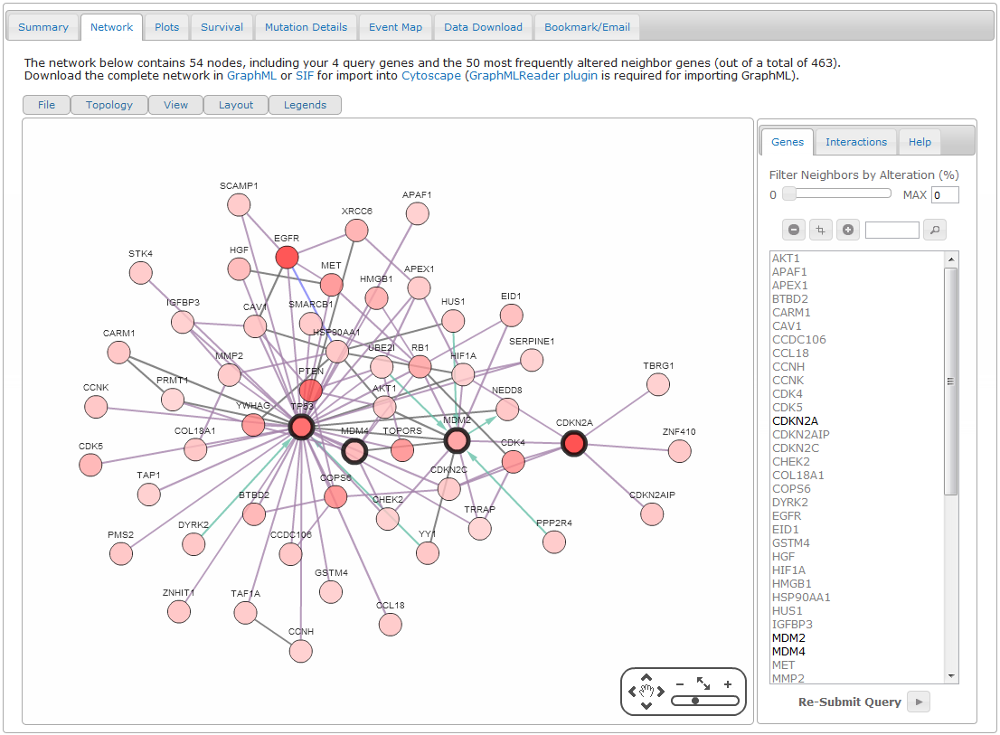 Summary Network Plots Survival Mutation Details Event Map Data Download Bookmark/Email
The network below contains 54 nodes, including your 4 query genes and the 50 most frequently altered neighbor genes (out of a total of 463).
Download the complete network in GraphML or SIF for import into Cytoscape (GraphMLReader plugin is required for importing GraphML).
File Topology View Layout Legends
SCAMP1
APAF1
XRCC6
EGFR
HGF
STK4
MET
APEX1
HMGB1
EID1
IGFBP3
CAV1
SMARCB1
HUS1
CARM1
HSP90AA1
SERPINE1
UBE2I
RB1
HIF1A
MMP2
TBRG1
PTEN
PRMT1
CCNK
AKT1
NEDD8
YWHAG
TP53
MDM2
CDKN2A
COL18A1
MDM4
TOPORS
ZNF410
CDK5
CDK4
TAP1
COPS6
CDKN2C
BTBD2
CHEK2
CDKN2AIP
TRRAP
DYRK2
PMS2
CCDC106
YY1
PPP2R4
GSTM4
ZNHIT1
TAF1A
CCL18
CCNH
Genes Interactions Help
Filter Neighbors by Alteration (%)
0 MAX 0
AKT1
APAF1
APEX1
BTBD2
CARM1
CAV1
CCDC106
CCL18
CCNH
CCNK
CDK4
CDK5
CDKN2A
CDKN2AIP
CDKN2C
CHEK2
COL18A1
COPS6
DYRK2
EGFR
EID1
GSTM4
HGF
HIF1A
HMGB1
HSP90AA1
HUS1
IGFBP3
MDM2
MDM4
MET
MMP2
Re-Submit Query